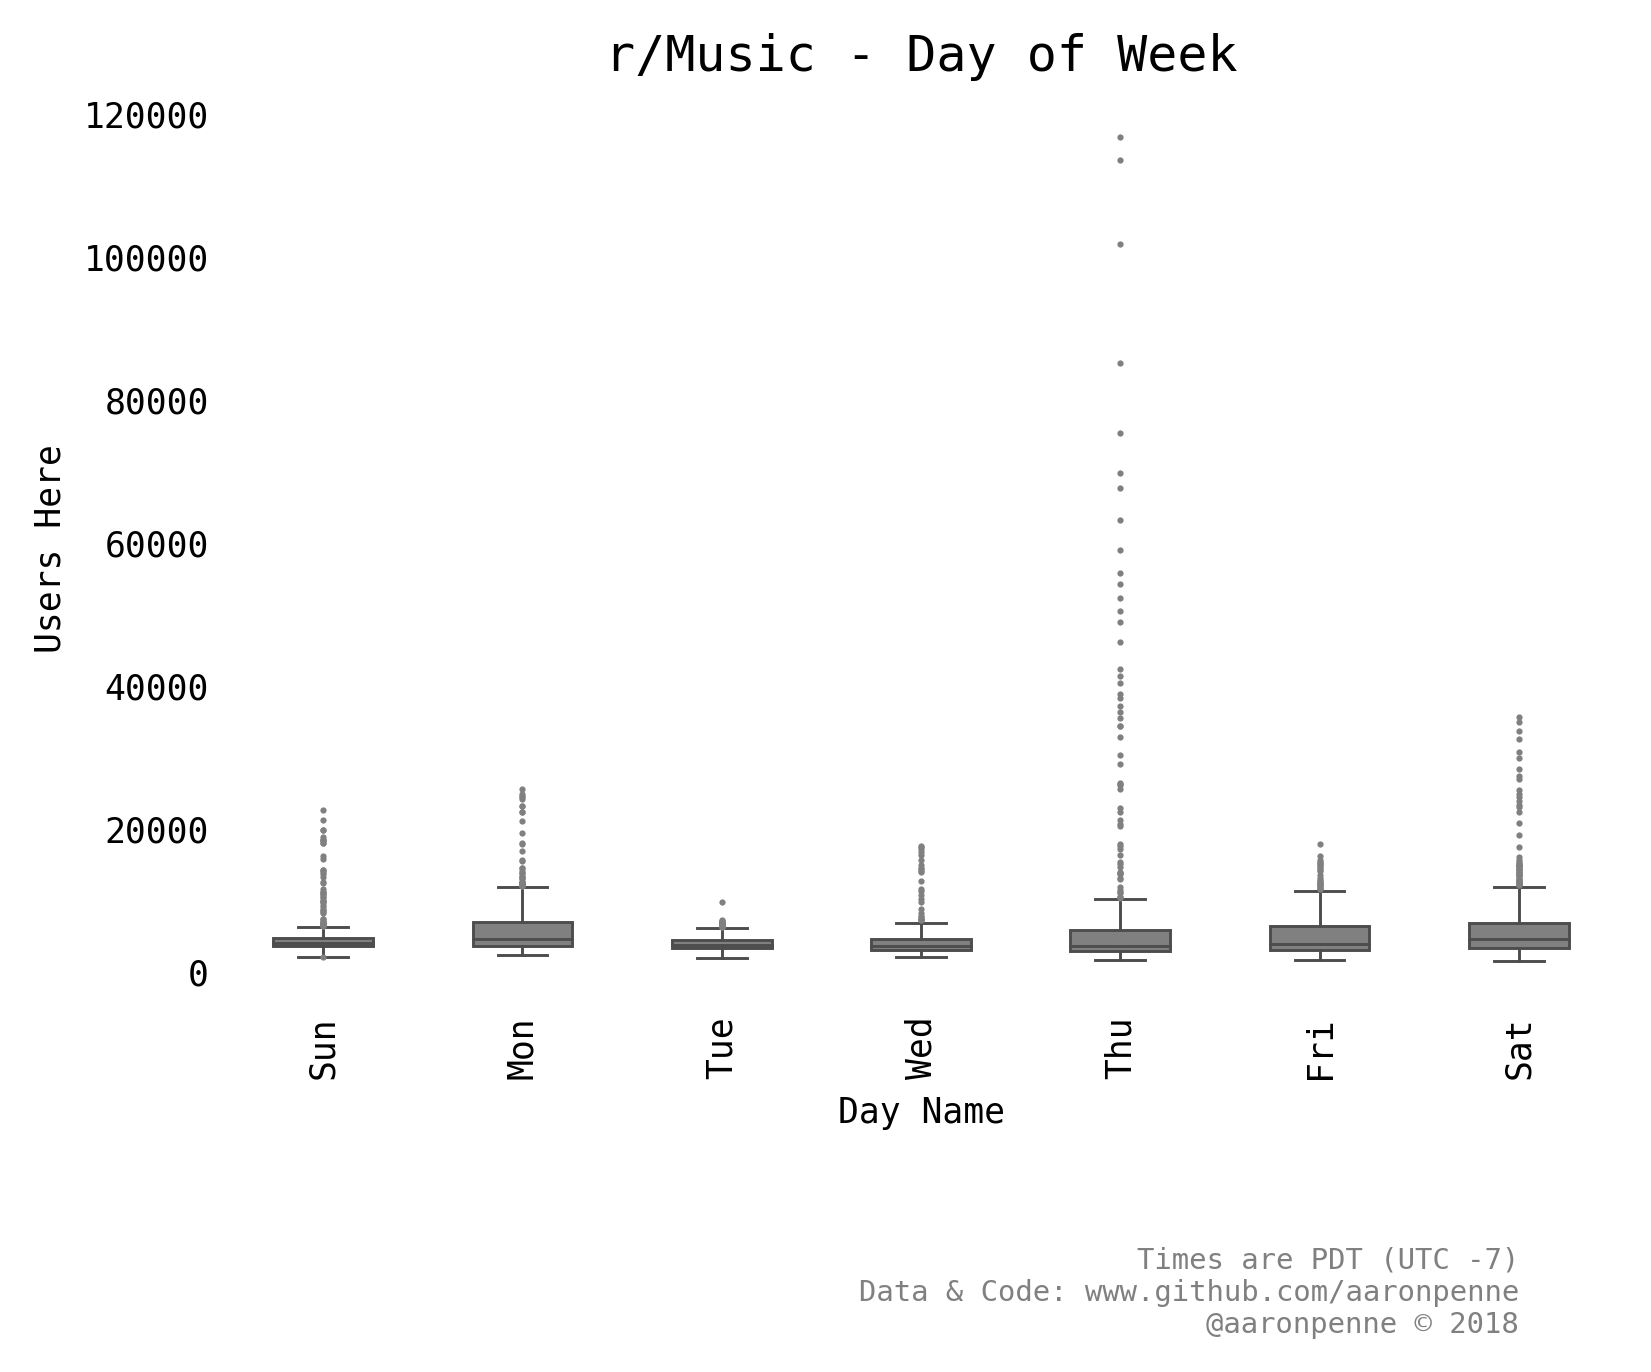 r/Music - Day of Week
120000
100000
80000
60000
40000
20000
0
Users Here
Sun Mon Tue Wed Thu Fri Sat
Day Name
Times are PDT (UTC -7)
Data & Code: www.github.com/aaronpenne
@aaronpenne © 2018